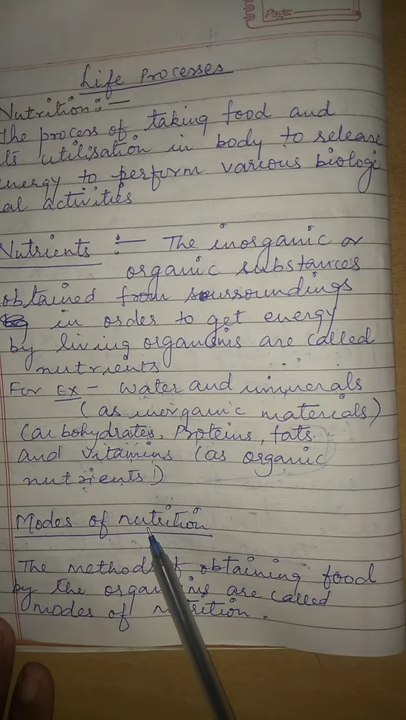 Page
Life Processes
Nutrition :-
The process of taking food and
its utilisation in body to release
energy to perform various biologi
al activities
Nutrients :- The inorganic or
organic substances
obtained from surroundings
in order to get energy
by living organisms are called
nutrients
For Ex - Water and minerals
(as inorganic materials)
Carbohydrates, Proteins, fats
and vitamins (as organic
nutrients)
Modes of nutrition
The methods obtaining food
by the are called
modes of nutrition.